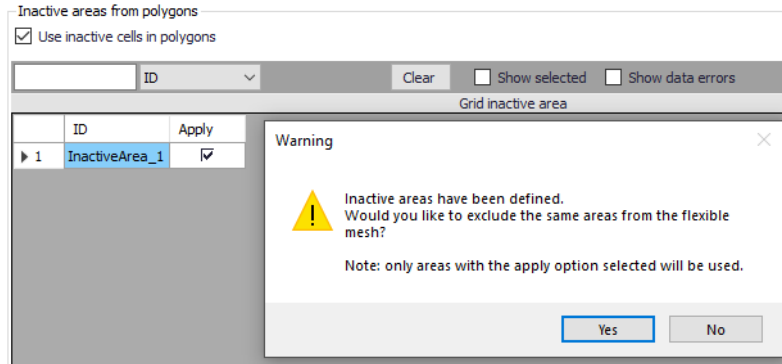 Inactive areas from polygons
Use inactive cells in polygons
ID Clear Show selected Show data errors
Grid inactive area
ID Apply
1 InactiveArea_1
Warning
Inactive areas have been defined.
Would you like to exclude the same areas from the flexible
mesh?
Note: only areas with the apply option selected will be used.
Yes No